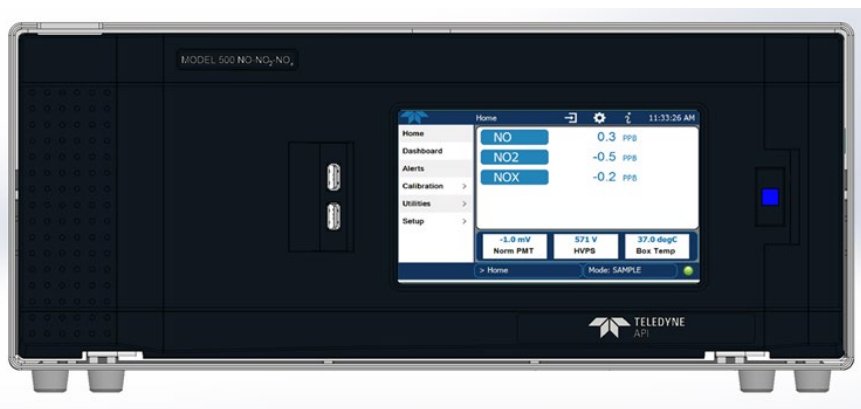 MODEL 500 NO-NO₂-NOₓ
Home
11:33:26 AM
Home
Dashboard
Alerts
Calibration >
Utilities >
Setup >
NO 0.3 PPB
NO2 -0.5 PPB
NOX -0.2 PPB
-1.0 mV
Norm PMT
571 V
HVPS
37.0 degC
Box Temp
> Home
Mode: SAMPLE
TELEDYNE
API